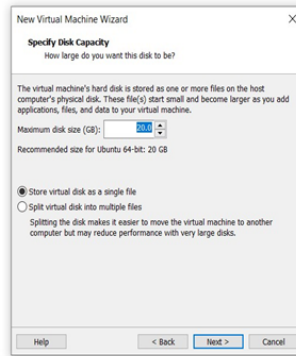 New Virtual Machine Wizard
Specify Disk Capacity
How large do you want this disk to be?
The virtual machine's hard disk is stored as one or more files on the host
computer's physical disk. These file(s) start small and become larger as you add
applications, files, and data to your virtual machine.
Maximum disk size (GB): 20.0
Recommended size for Ubuntu 64-bit: 20 GB
Store virtual disk as a single file
Split virtual disk into multiple files
Splitting the disk makes it easier to move the virtual machine to another
computer but may reduce performance with very large disks.
Help < Back Next > Cancel